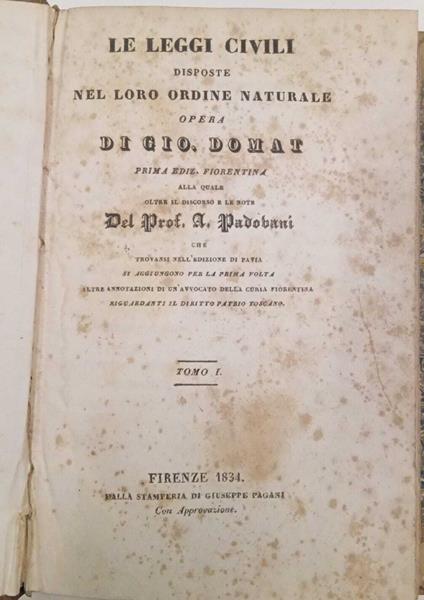 LE LEGGI CIVILI
DISPOSTE
NEL LORO ORDINE NATURALE
OPERA
DI GIO. DOMAT
PRIMA EDIZ. FIORENTINA
ALLA QUALE
OLTRE IL DISCORSO E LE NOTE
Del Prof. A. Padovani
CHE
TROVANSI NELL'EDIZIONE DI PAVIA
SI AGGIUNGONO PER LA PRIMA VOLTA
ALTRE ANNOTAZIONI DI UN'AVVOCATO DELLA CURIA FIORENTINA
RIGUARDANTI IL DIRITTO PATRIO TOSCANO.
TOMO I.
FIRENZE 1834.
DALLA STAMPERIA DI GIUSEPPE PAGANI
Con Approvazione.